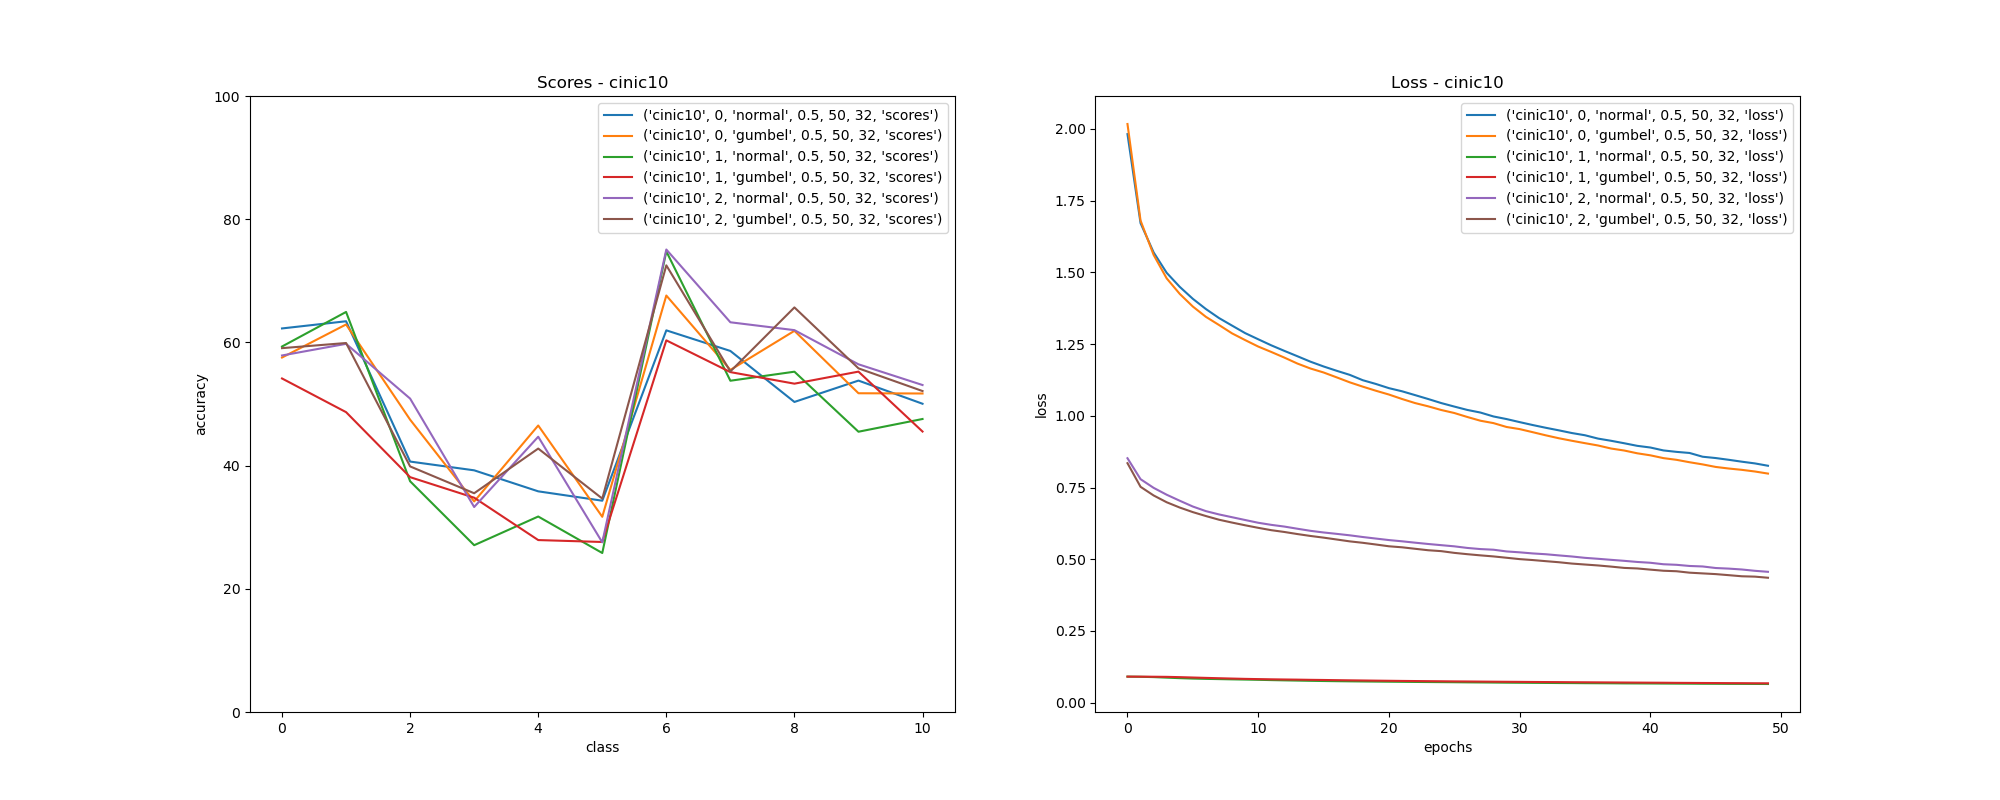 Scores - cinic10
('cinic10', 0, 'normal', 0.5, 50, 32, 'scores')
('cinic10', 0, 'gumbel', 0.5, 50, 32, 'scores')
('cinic10', 1, 'normal', 0.5, 50, 32, 'scores')
('cinic10', 1, 'gumbel', 0.5, 50, 32, 'scores')
('cinic10', 2, 'normal', 0.5, 50, 32, 'scores')
('cinic10', 2, 'gumbel', 0.5, 50, 32, 'scores')
100
80
60
40
20
0
accuracy
0 2 4 6 8 10
class
Loss - cinic10
('cinic10', 0, 'normal', 0.5, 50, 32, 'loss')
('cinic10', 0, 'gumbel', 0.5, 50, 32, 'loss')
('cinic10', 1, 'normal', 0.5, 50, 32, 'loss')
('cinic10', 1, 'gumbel', 0.5, 50, 32, 'loss')
('cinic10', 2, 'normal', 0.5, 50, 32, 'loss')
('cinic10', 2, 'gumbel', 0.5, 50, 32, 'loss')
2.00
1.75
1.50
1.25
1.00
0.75
0.50
0.25
0.00
loss
0 10 20 30 40 50
epochs